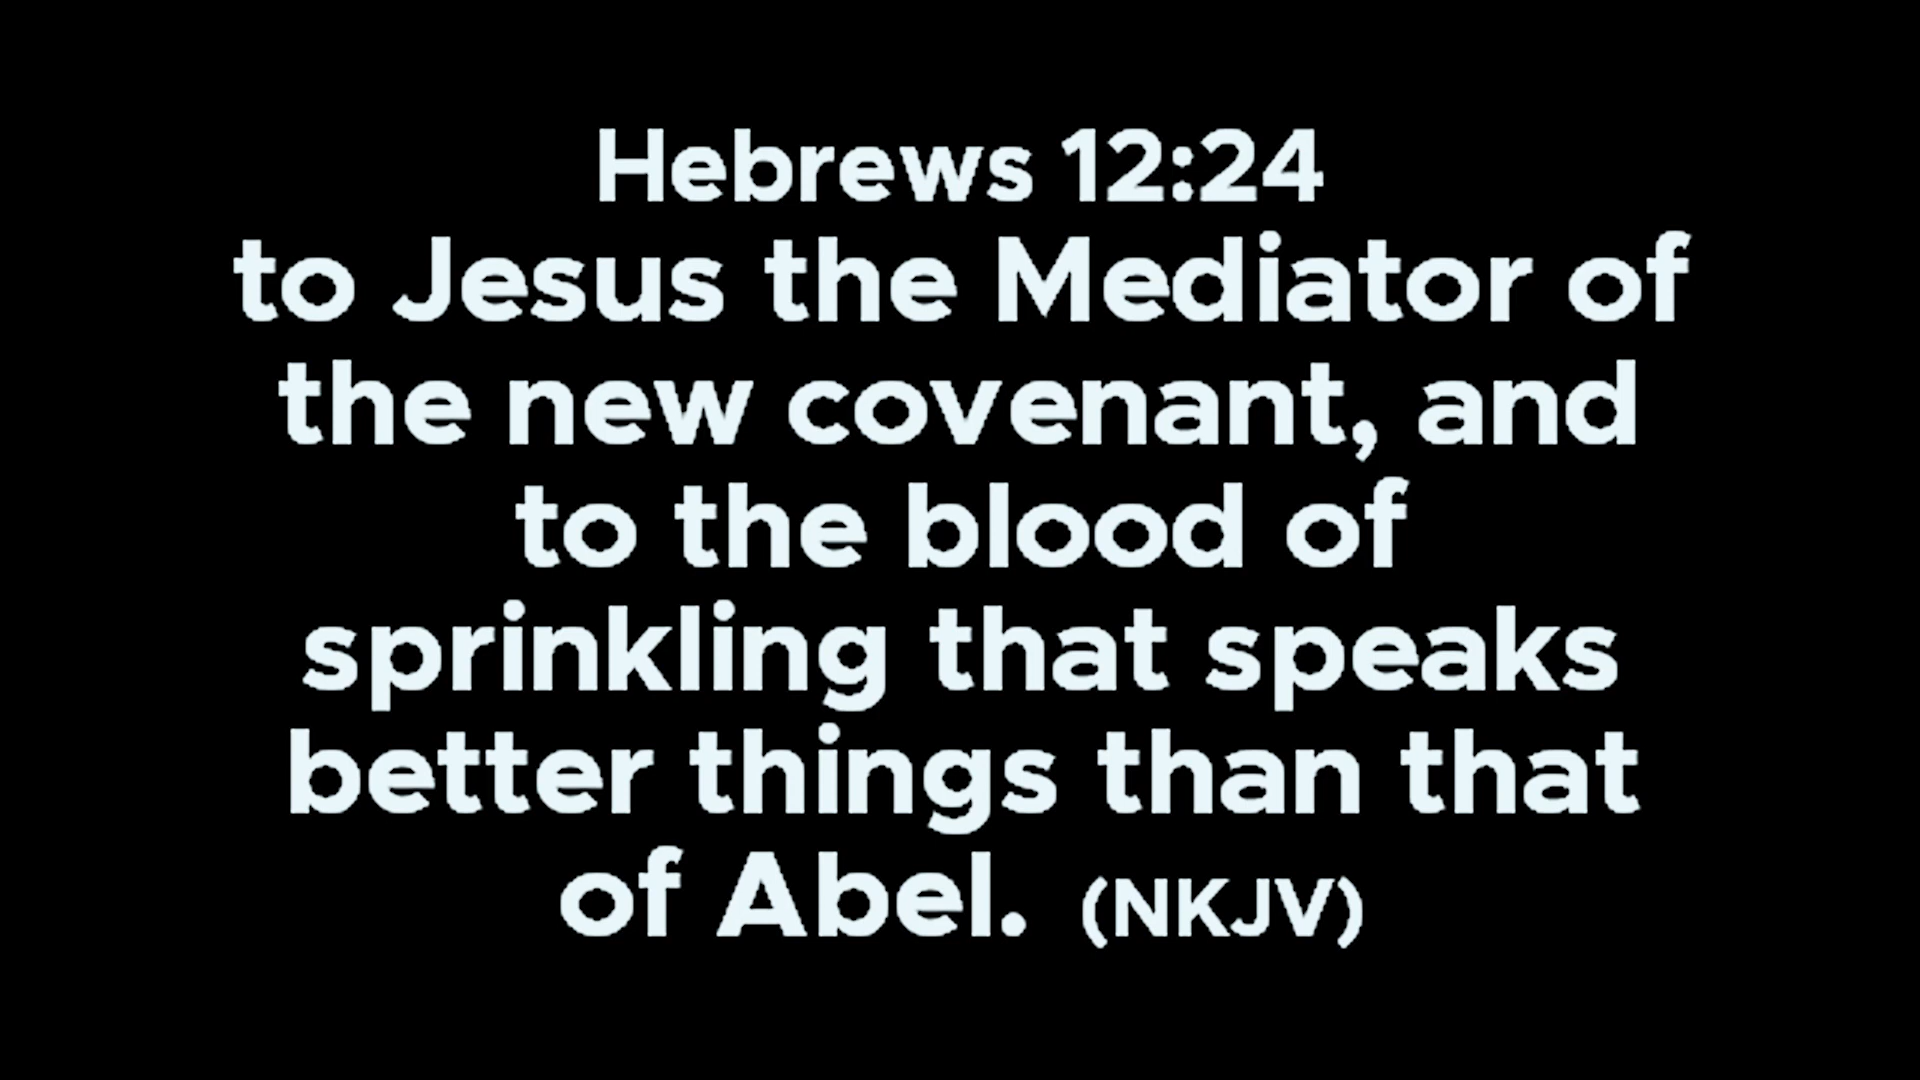 Hebrews 12:24
to Jesus the Mediator of
the new covenant, and
to the blood of
sprinkling that speaks
better things than that
of Abel. (NKJV)